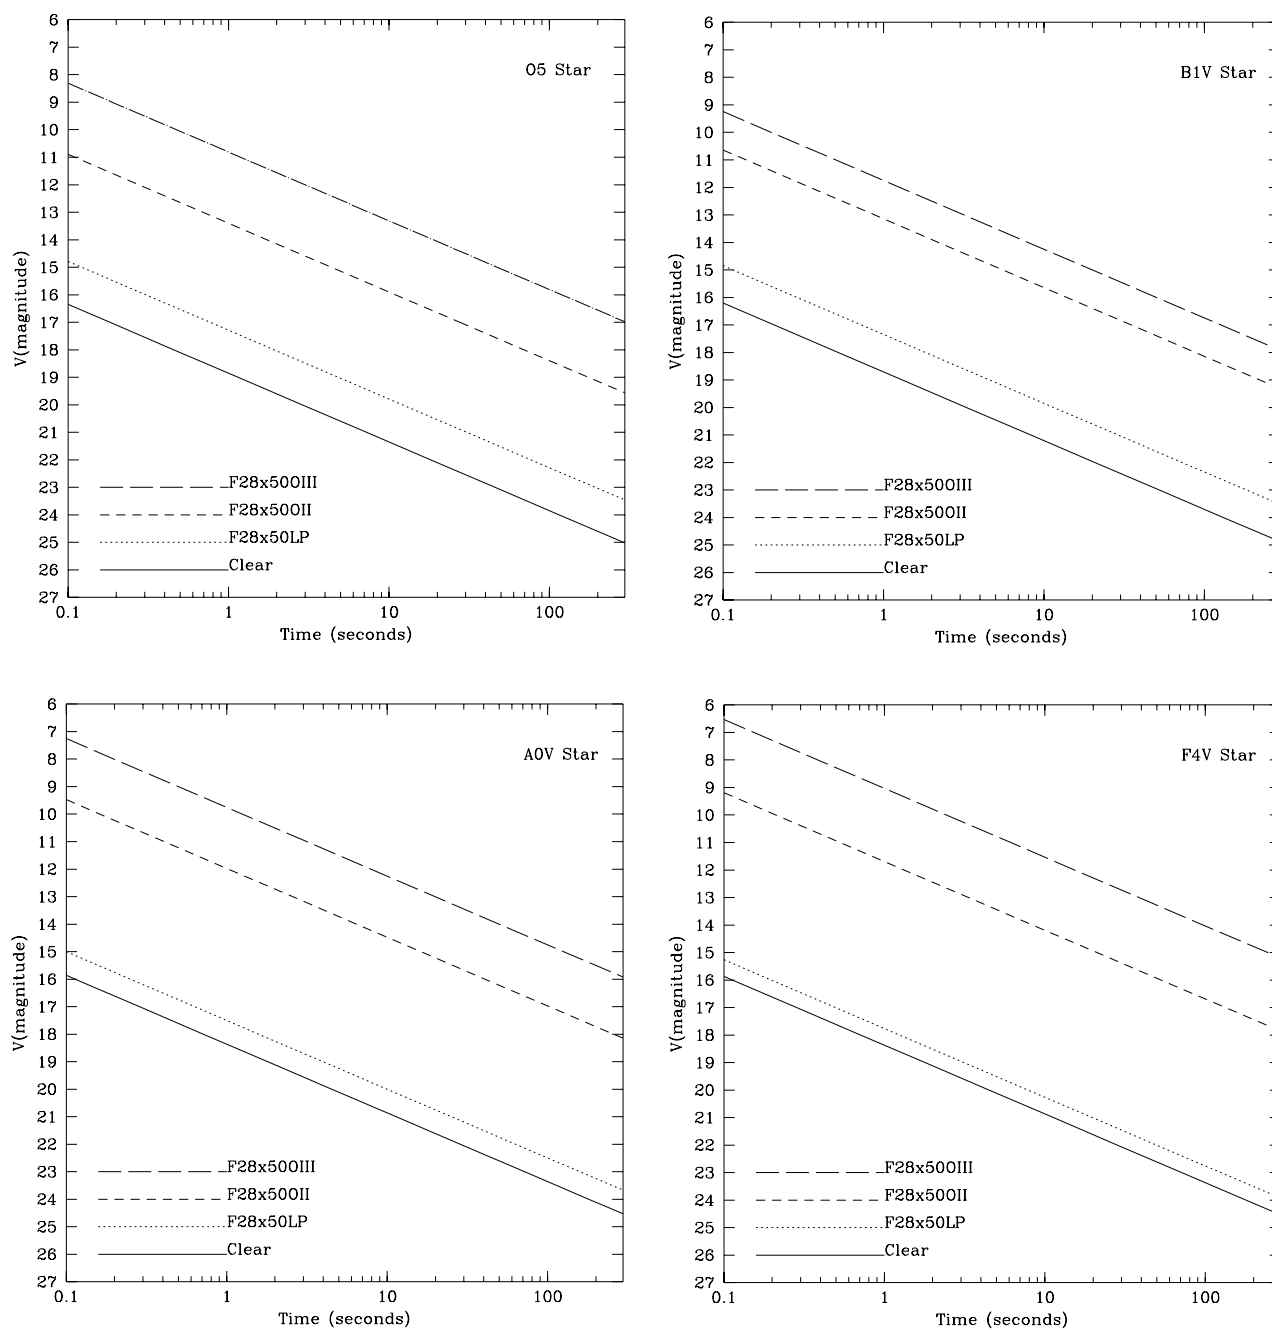 6
7
8
9
10
11
12
13
14
15
16
17
18
19
20
21
22
23
24
25
26
27
V(magnitude)
O5 Star
F28x50OIII
F28x50OII
F28x50LP
Clear
0.1 1 10 100
Time (seconds)
6
7
8
9
10
11
12
13
14
15
16
17
18
19
20
21
22
23
24
25
26
27
V(magnitude)
B1V Star
F28x50OIII
F28x50OII
F28x50LP
Clear
0.1 1 10 100
Time (seconds)
6
7
8
9
10
11
12
13
14
15
16
17
18
19
20
21
22
23
24
25
26
27
V(magnitude)
A0V Star
F28x50OIII
F28x50OII
F28x50LP
Clear
0.1 1 10 100
Time (seconds)
6
7
8
9
10
11
12
13
14
15
16
17
18
19
20
21
22
23
24
25
26
27
V(magnitude)
F4V Star
F28x50OIII
F28x50OII
F28x50LP
Clear
0.1 1 10 100
Time (seconds)